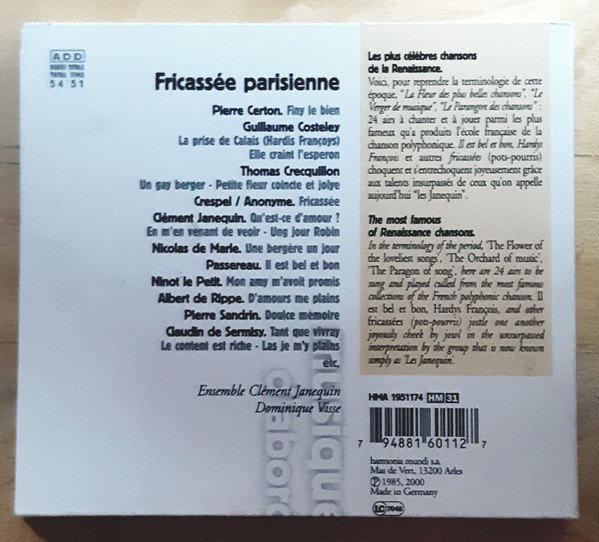 ADD
DURÉE TOTALE
TOTAL TIME
54'51
Fricassée parisienne
Pierre Certon. Finy le bien
Guillaume Costeley
La prise de Calais (Hardis Françoys)
Elle craint l'esperon
Thomas Crecquillon
Un gay berger - Petite fleur coincte et jolye
Crespel / Anonyme. Fricassée
Clément Janequin. Qu'est-ce d'amour ?
En m'en venant de veoir - Ung jour Robin
Nicolas de Marle. Une bergère un jour
Passereau. Il est bel et bon
Ninot le Petit. Mon amy m'avoit promis
Albert de Rippe. D'amours me plains
Pierre Sandrin. Doulce mémoire
Claudin de Sermisy. Tant que vivray
Le content est riche - Las je m'y plains
etc.
Ensemble Clément Janequin
Dominique Visse
musique
d'abord
Les plus célèbres chansons
de la Renaissance.
Voici, pour reprendre la terminologie de cette
époque, "La Fleur des plus belles chansons", "Le
Verger de musique", "Le Parangon des chansons" :
24 airs à chanter et à jouer parmi les plus
fameux qu'a produits l'école française de la
chanson polyphonique. Il est bel et bon, Hardys
François et autres fricassées (pots-pourris)
choquent et s'entrechoquent joyeusement grâce
aux talents insurpassés de ceux qu'on appelle
aujourd'hui "les Janequin".
The most famous
of Renaissance chansons.
In the terminology of the period, 'The Flower of
the loveliest songs', 'The Orchard of music',
'The Paragon of song', here are 24 airs to be
sung and played culled from the most famous
collections of the French polyphonic chanson. Il
est bel et bon, Hardys François, and other
fricassées (pots-pourris) jostle one another
joyously cheek by jowl in the unsurpassed
interpretation by the group that is now known
simply as 'Les Janequin'.
HMA 1951174 HM 31
7 94881 60112 7
harmonia mundi s.a.
Mas de Vert, 13200 Arles
Ⓟ 1985, 2000
Made in Germany
LC 7045